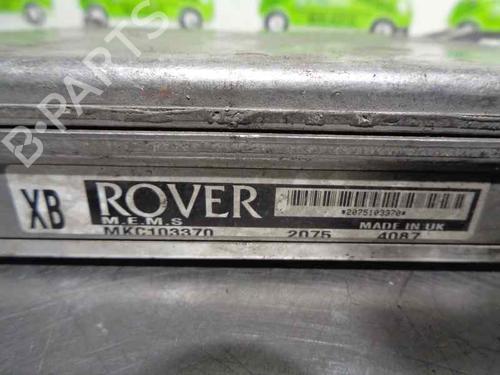 B-PARTS
XB
ROVER
M.E.M.S
*2075103370*
MADE IN UK
MKC103370 2075 4087